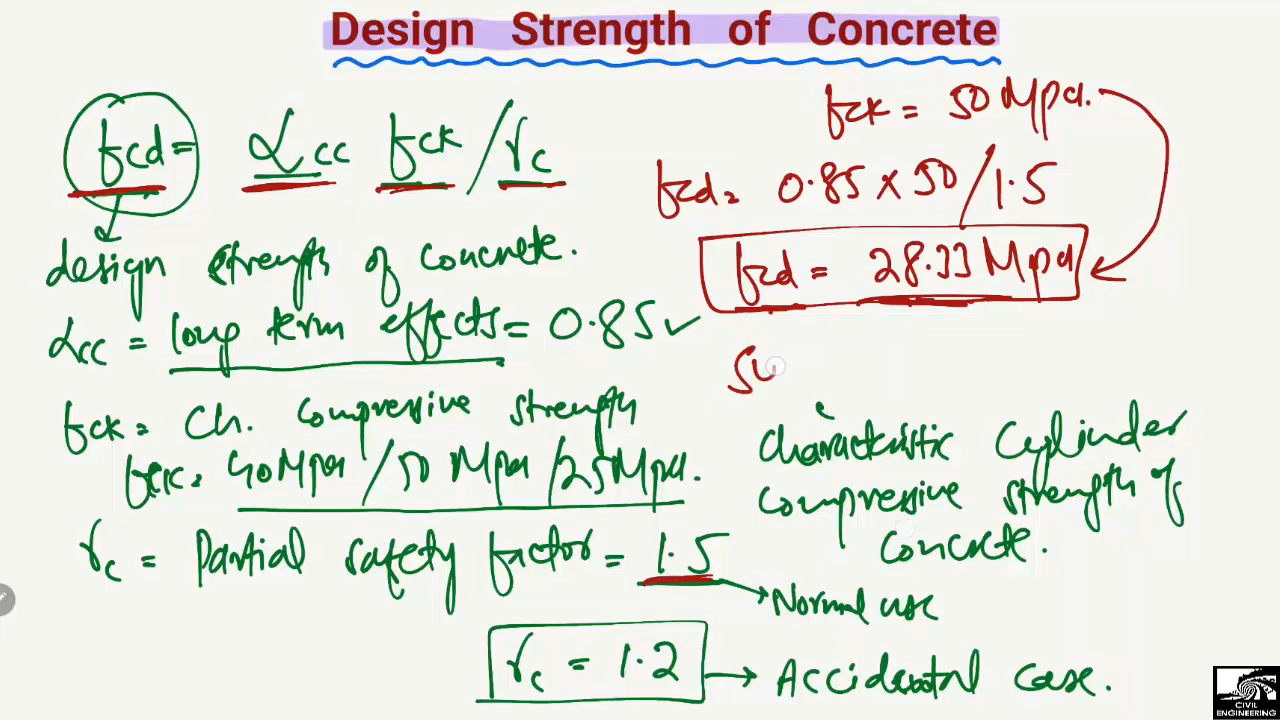 Design Strength of Concrete
fcd = αcc fck / γc
design strength of concrete.
αcc = long term effects = 0.85 ✓
fck = Ch. compressive strength
fck = 40 Mpa / 50 Mpa / 25 Mpa.
γc = Partial safety factor = 1.5
Normal use
γc = 1.2 → Accidental case.
fck = 50 Mpa.
fcd = 0.85 × 50 / 1.5
fcd = 28.33 Mpa
characteristic Cylinder
compressive strength of
concrete.
CIVIL
ENGINEERING